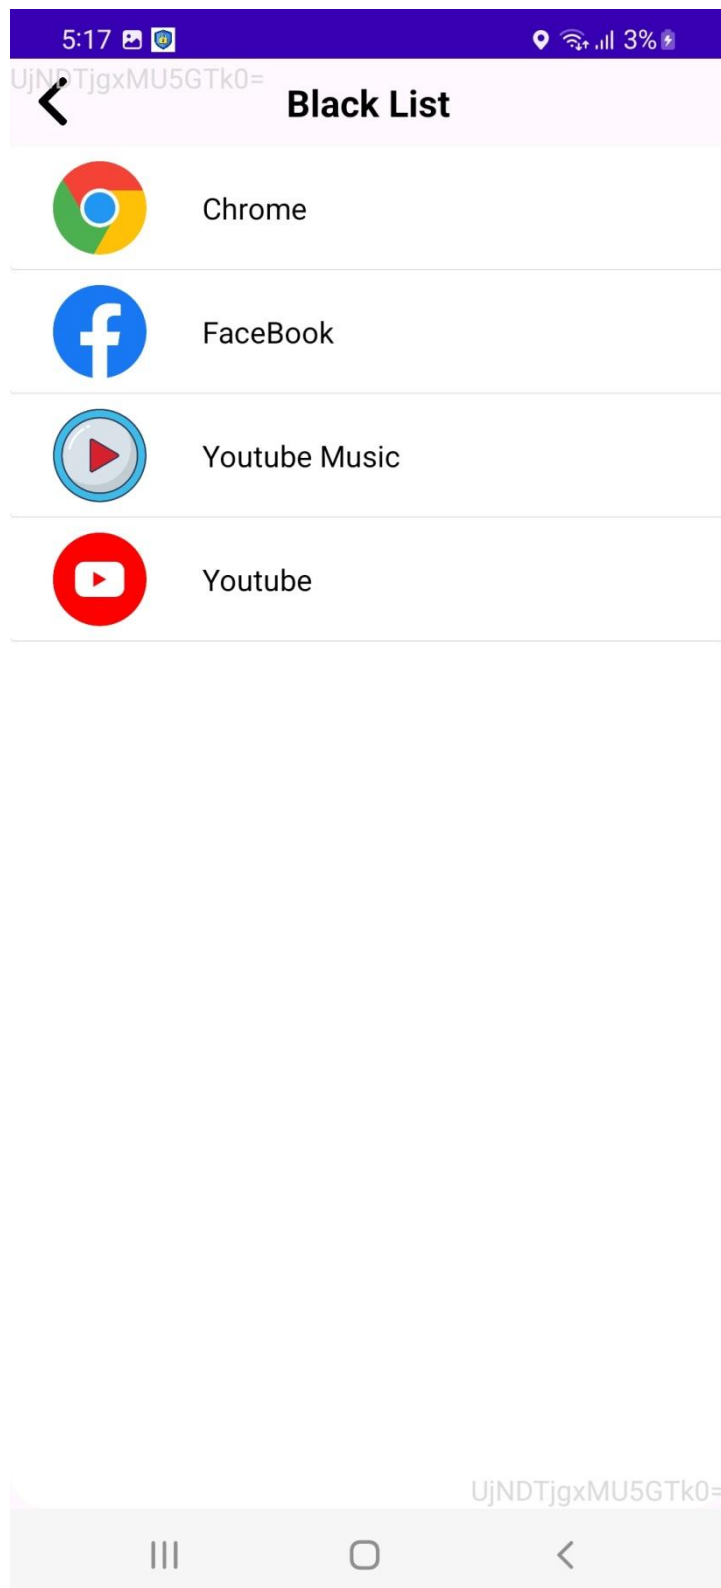 5:17 3%
UjNDTjgxMU5GTk0=
Black List
Chrome
FaceBook
Youtube Music
Youtube
UjNDTjgxMU5GTk0=